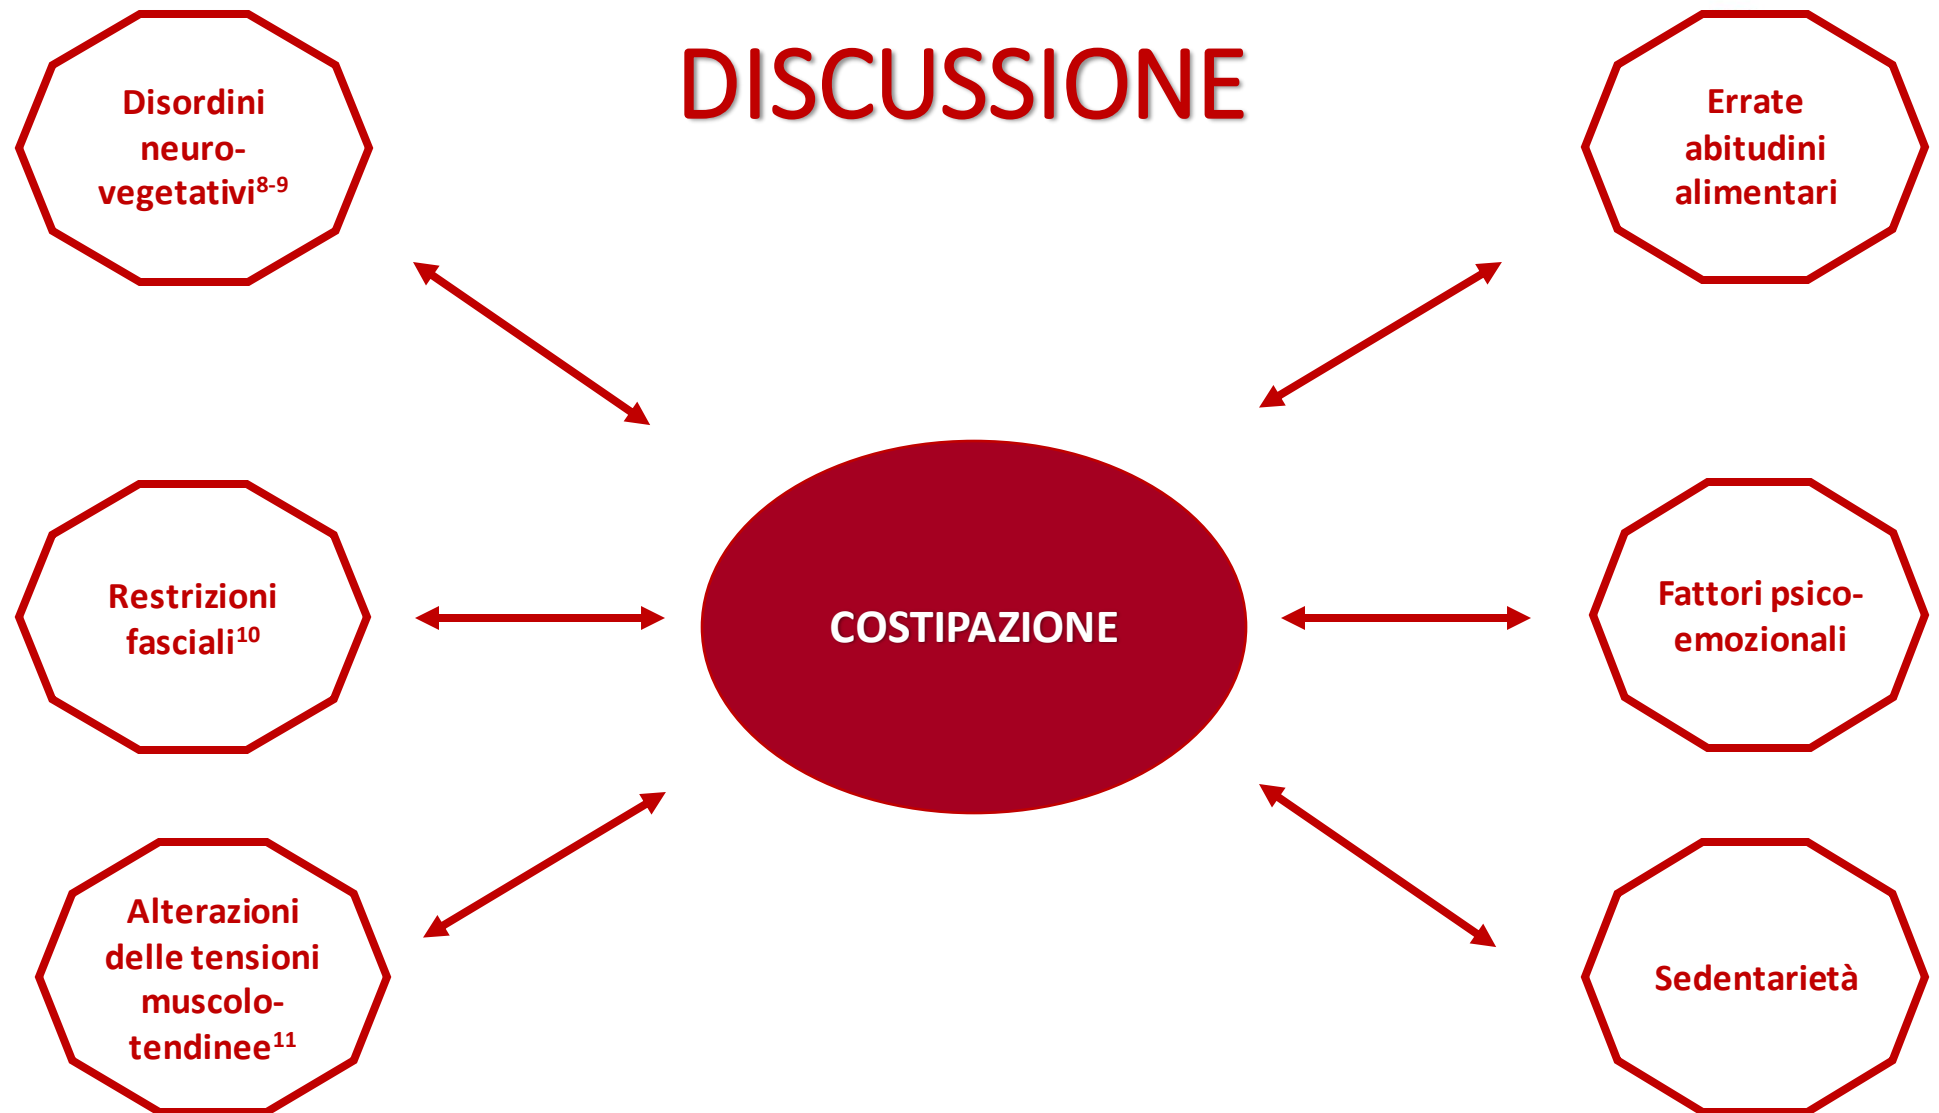 DISCUSSIONE
Disordini
neuro-
vegetativi8-9
Errate
abitudini
alimentari
Restrizioni
fasciali10
COSTIPAZIONE
Fattori psico-
emozionali
Alterazioni
delle tensioni
muscolo-
tendinee11
Sedentarietà